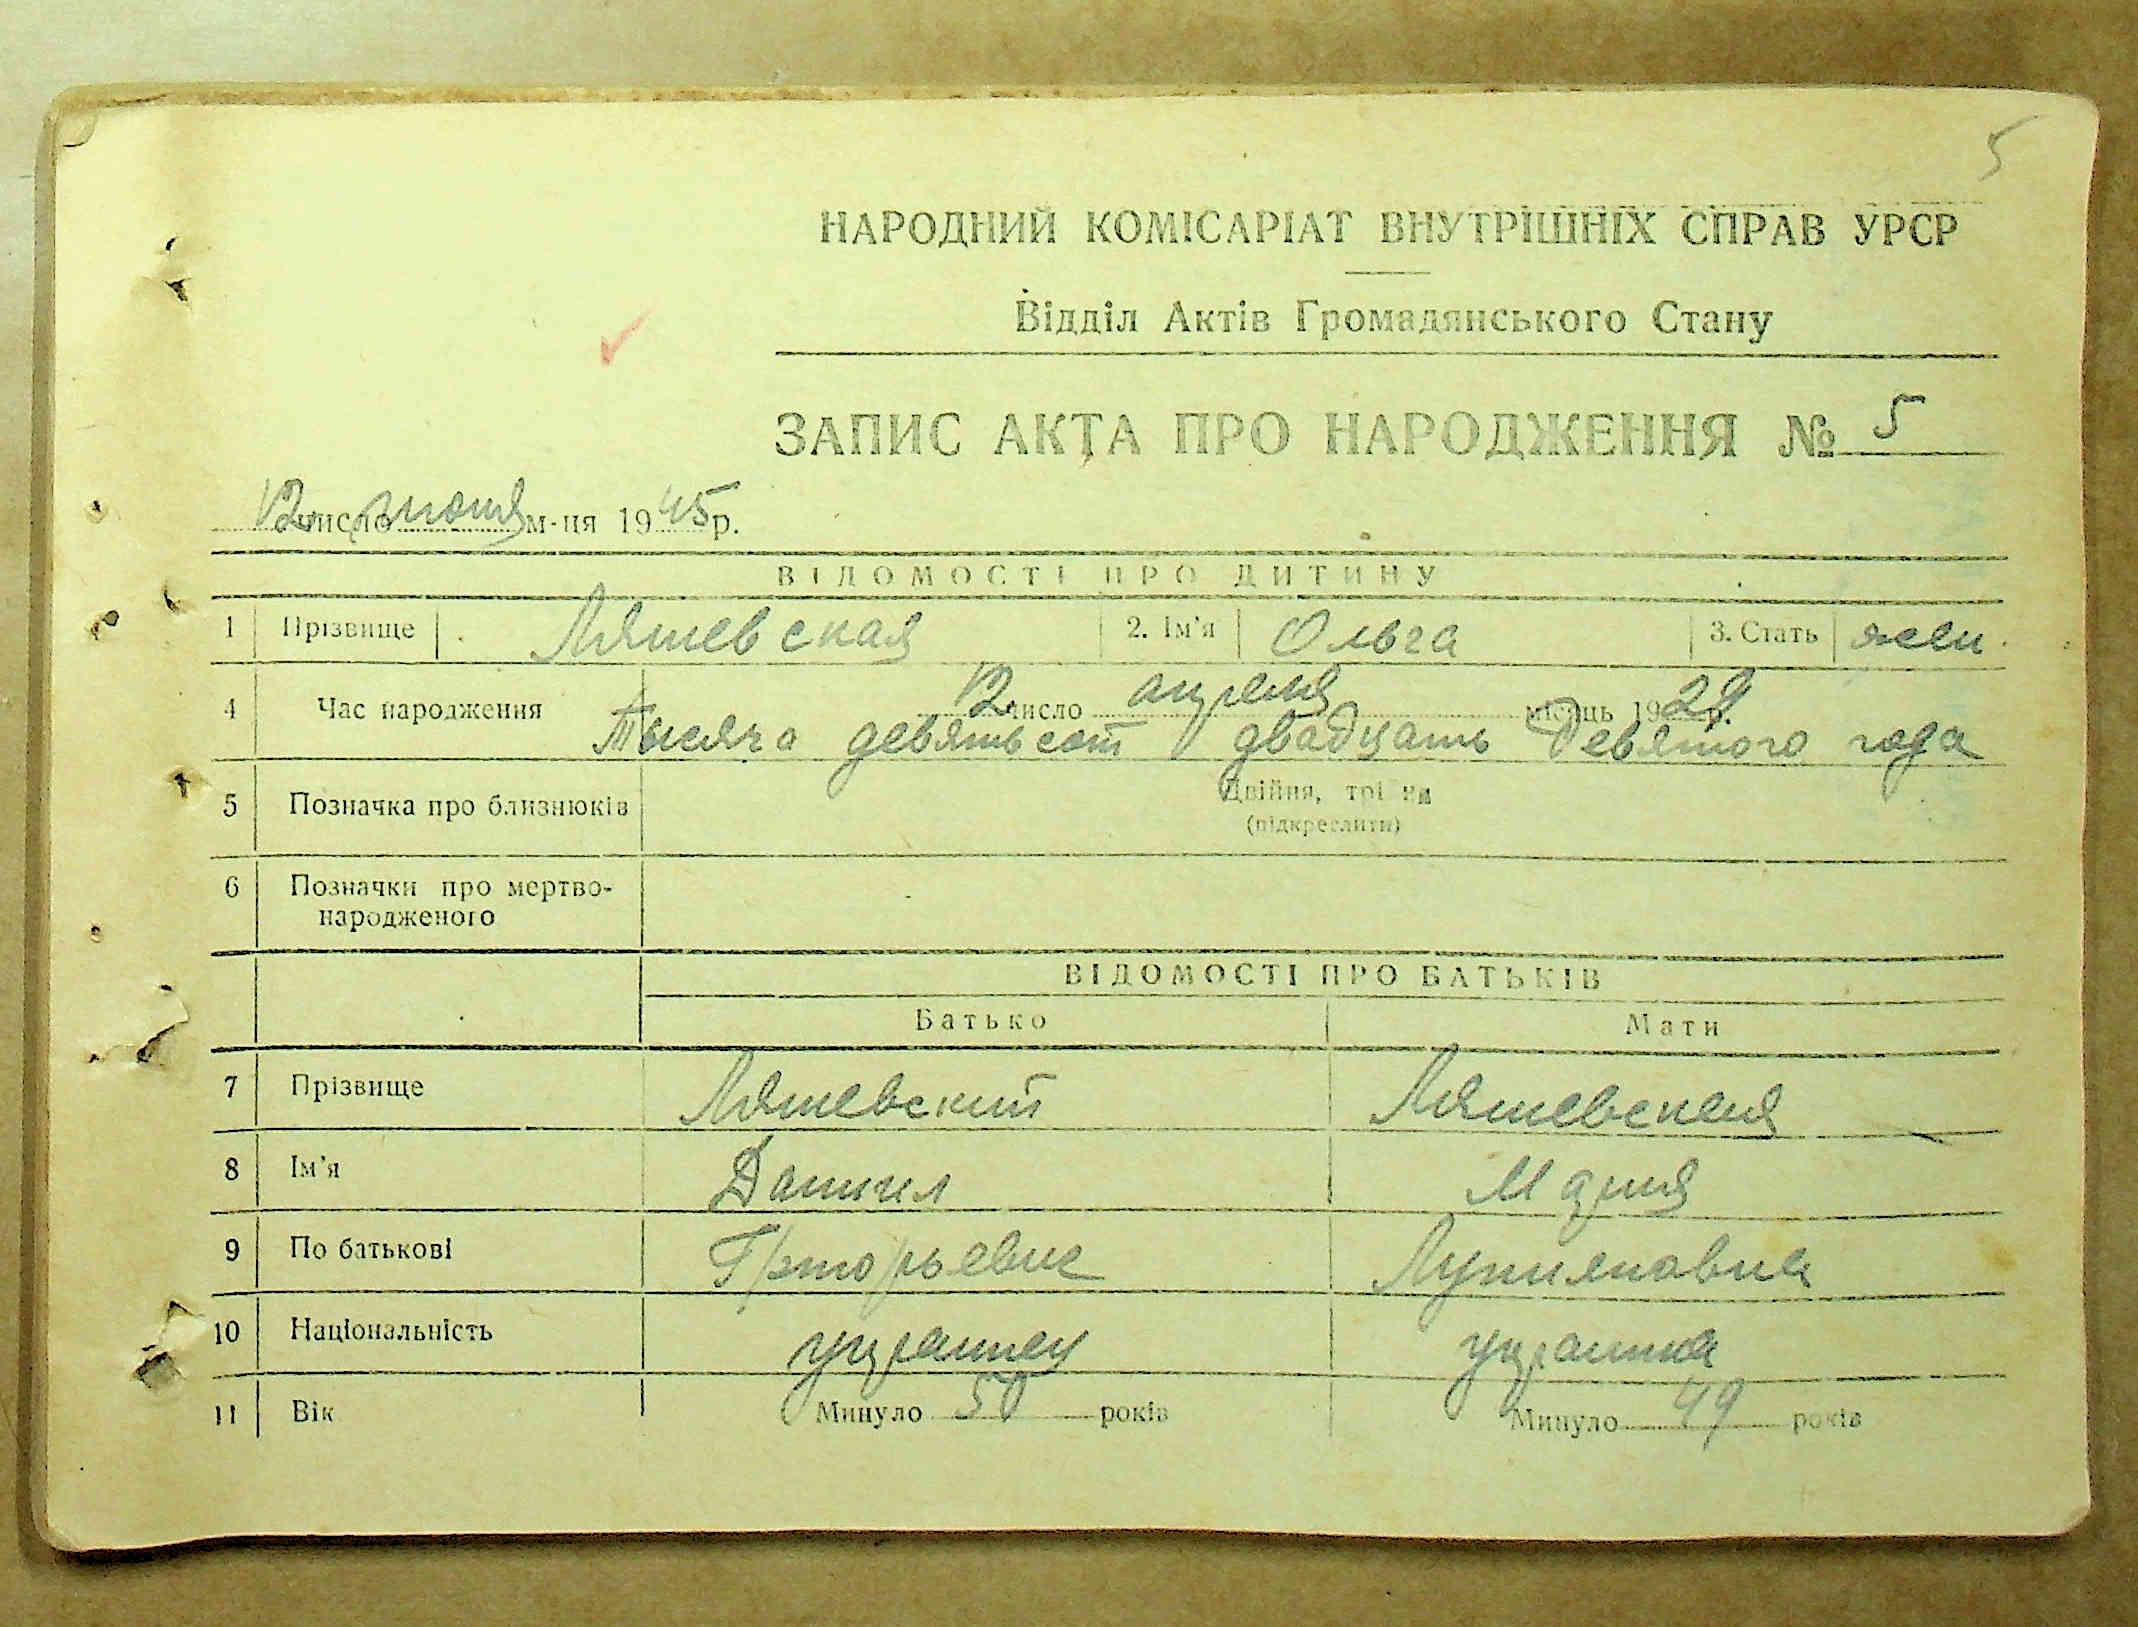 5
НАРОДНИЙ КОМІСАРІАТ ВНУТРІШНІХ СПРАВ УРСР
Відділ Актів Громадянського Стану
ЗАПИС АКТА ПРО НАРОДЖЕННЯ № 5
12 число июня м-ця 1945 р.
ВІДОМОСТІ ПРО ДИТИНУ
1 Прізвище Ляшевская 2. Ім'я Ольга 3. Стать жен.
4 Час народження 12 число апреля місяць 1929 р.
Тысяча девятьсот двадцать девятого года
5 Позначка про близнюків Двійня, трійня
(підкреслити)
6 Позначки про мертво-
народженого
ВІДОМОСТІ ПРО БАТЬКІВ
Батько Мати
7 Прізвище Ляшевский Ляшевская
8 Ім'я Даниил Мария
9 По батькові Григорьевич
10 Національність украинец украинка
11 Вік Минуло 50 років Минуло 49 років